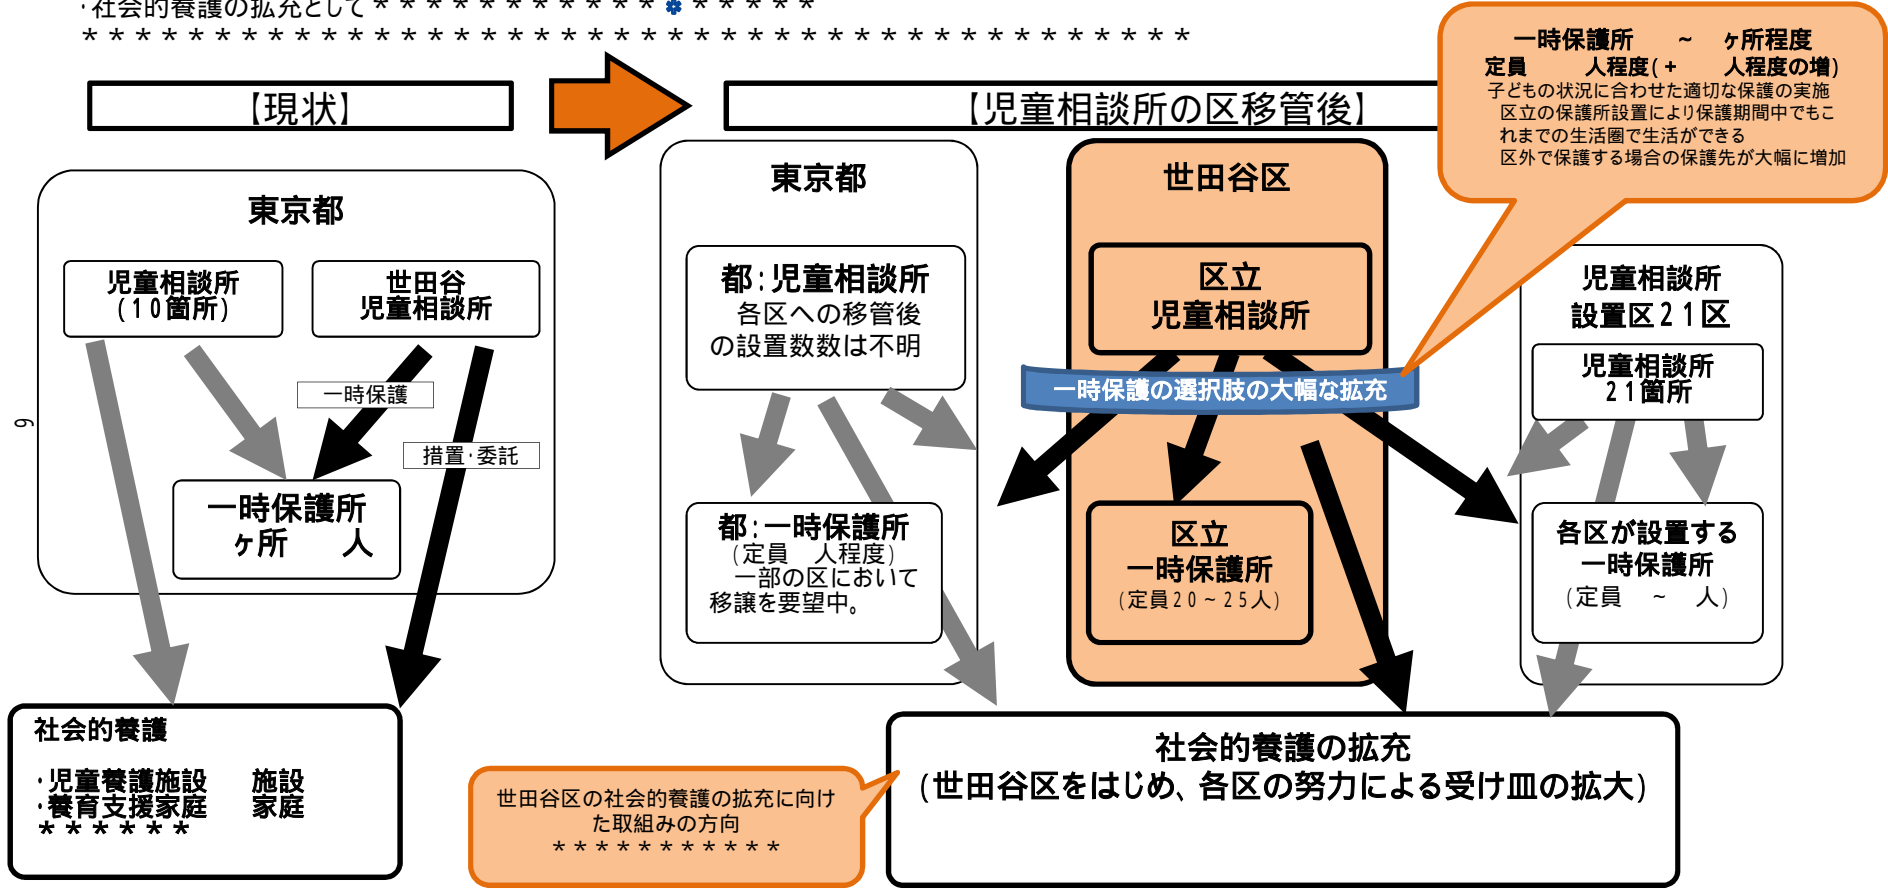 ・社会的養護の拡充として***********✽*****
******************************************
【現状】
【児童相談所の区移管後】
一時保護所　　～　ヶ所程度
定員　　　人程度(+　　人程度の増)
子どもの状況に合わせた適切な保護の実施
区立の保護所設置により保護期間中でもこ
れまでの生活圏で生活ができる
区外で保護する場合の保護先が大幅に増加
東京都
児童相談所
(10箇所)
世田谷
児童相談所
一時保護
措置・委託
一時保護所
ヶ所　　人
社会的養護
・児童養護施設　施設
・養育支援家庭　家庭
******
東京都
都:児童相談所
各区への移管後
の設置数数は不明
都:一時保護所
(定員　人程度)
一部の区において
移譲を要望中。
世田谷区
区立
児童相談所
一時保護の選択肢の大幅な拡充
区立
一時保護所
(定員20～25人)
児童相談所
設置区21区
児童相談所
21箇所
各区が設置する
一時保護所
(定員　～　人)
世田谷区の社会的養護の拡充に向け
た取組みの方向
***********
社会的養護の拡充
(世田谷区をはじめ、各区の努力による受け皿の拡大)
9